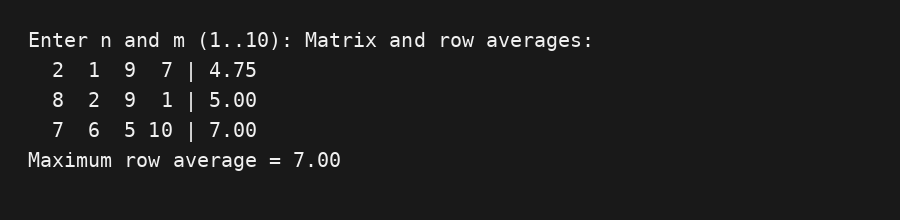 Enter n and m (1..10): Matrix and row averages:
  2  1  9  7 | 4.75
  8  2  9  1 | 5.00
  7  6  5 10 | 7.00
Maximum row average = 7.00